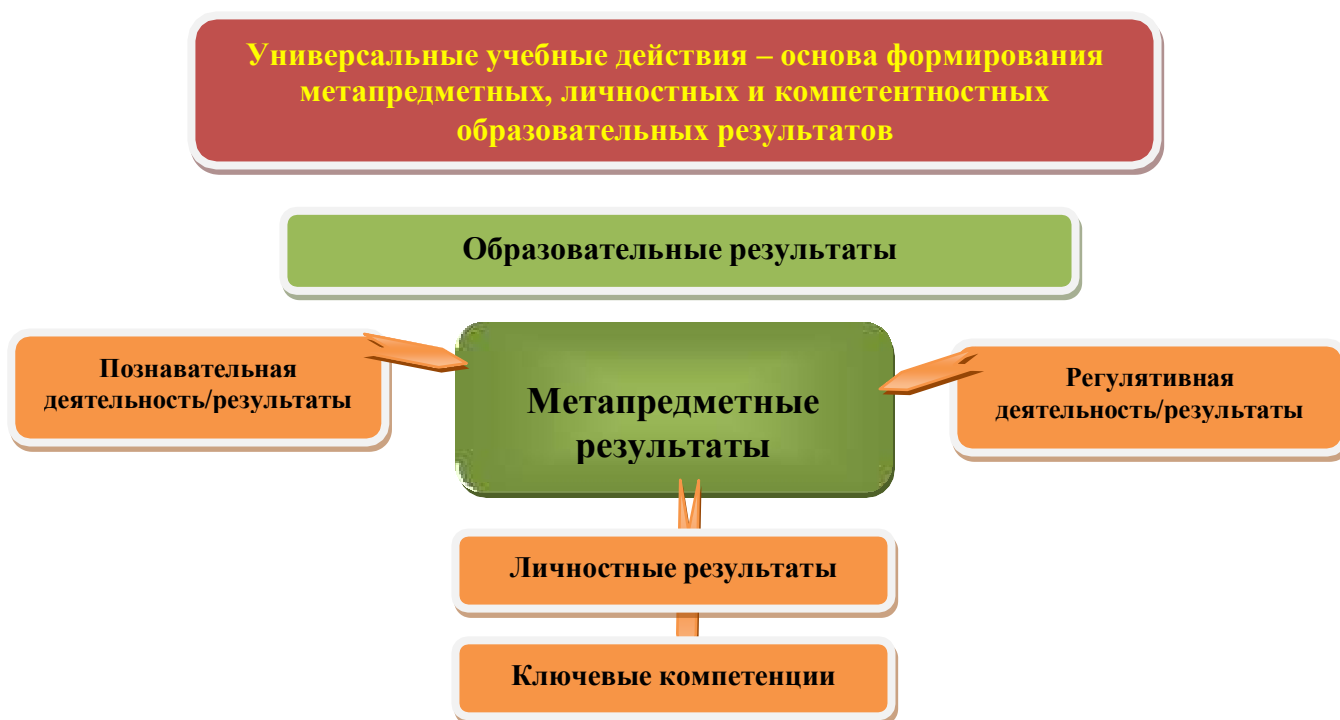 Универсальные учебные действия – основа формирования
метапредметных, личностных и компетентностных
образовательных результатов
Образовательные результаты
Познавательная
деятельность/результаты
Метапредметные
результаты
Регулятивная
деятельность/результаты
Личностные результаты
Ключевые компетенции